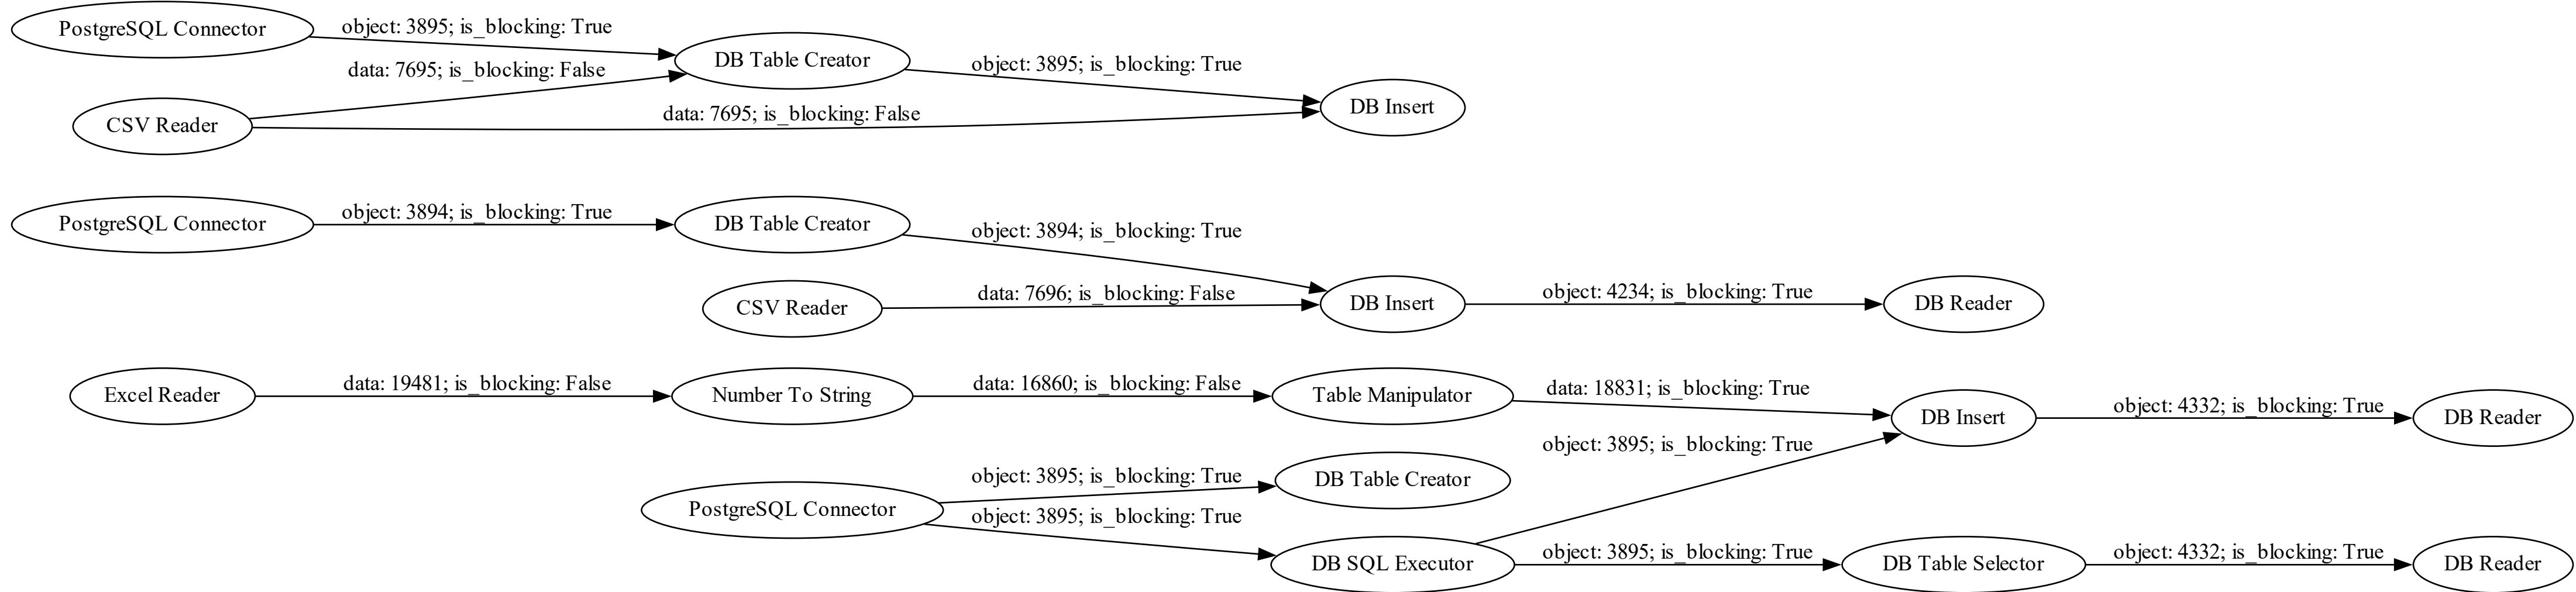 PostgreSQL Connector
object: 3895; is_blocking: True
DB Table Creator
data: 7695; is_blocking: False
object: 3895; is_blocking: True
CSV Reader
data: 7695; is_blocking: False
DB Insert
PostgreSQL Connector
object: 3894; is_blocking: True
DB Table Creator
object: 3894; is_blocking: True
CSV Reader
data: 7696; is_blocking: False
DB Insert
object: 4234; is_blocking: True
DB Reader
Excel Reader
data: 19481; is_blocking: False
Number To String
data: 16860; is_blocking: False
Table Manipulator
data: 18831; is_blocking: True
DB Insert
object: 4332; is_blocking: True
DB Reader
object: 3895; is_blocking: True
PostgreSQL Connector
object: 3895; is_blocking: True
DB Table Creator
object: 3895; is_blocking: True
DB SQL Executor
object: 3895; is_blocking: True
DB Table Selector
object: 4332; is_blocking: True
DB Reader